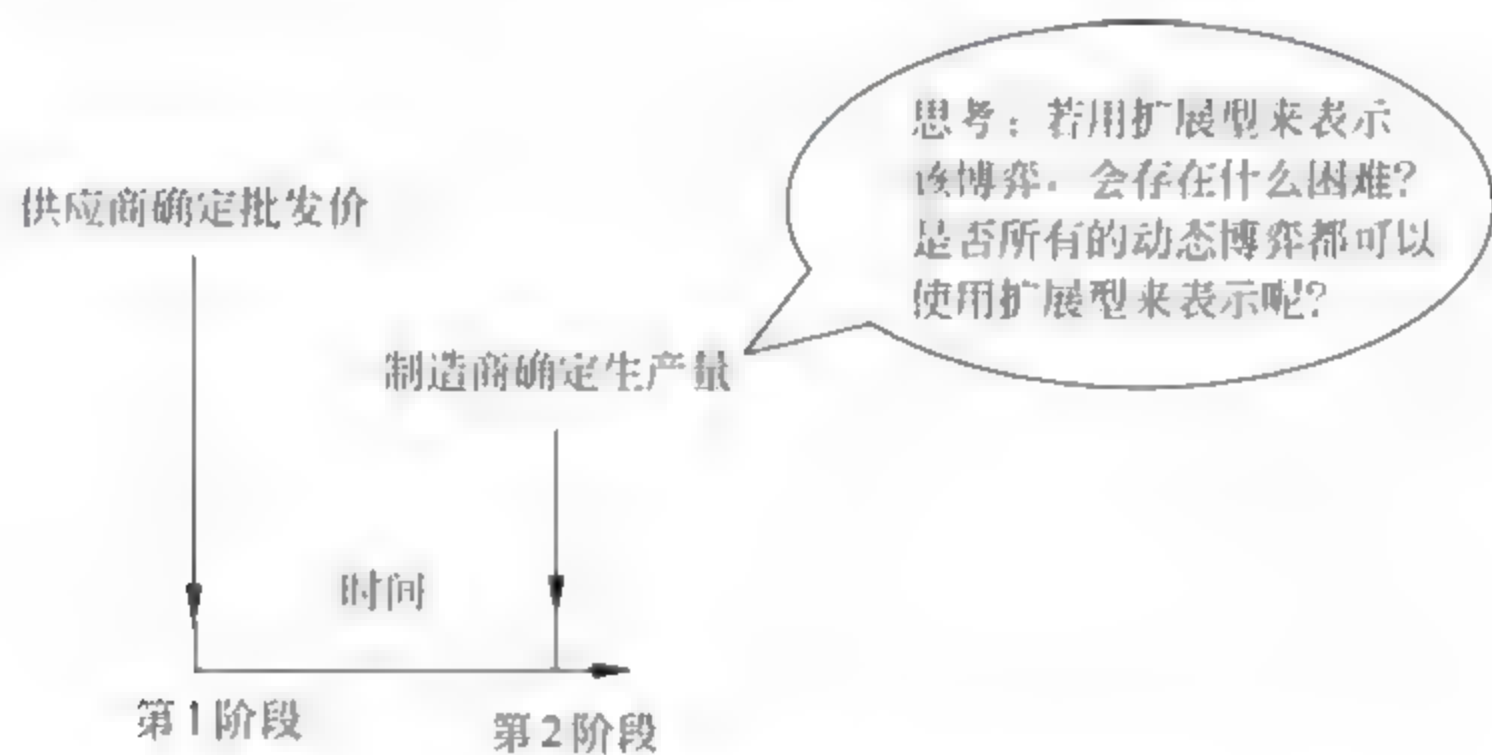 思考：若用扩展型来表示
该博弈，会存在什么困难?
是否所有的动态博弈都可以
使用扩展型来表示呢?
供应商确定批发价
制造商确定生产量
时间
第1阶段
第2阶段